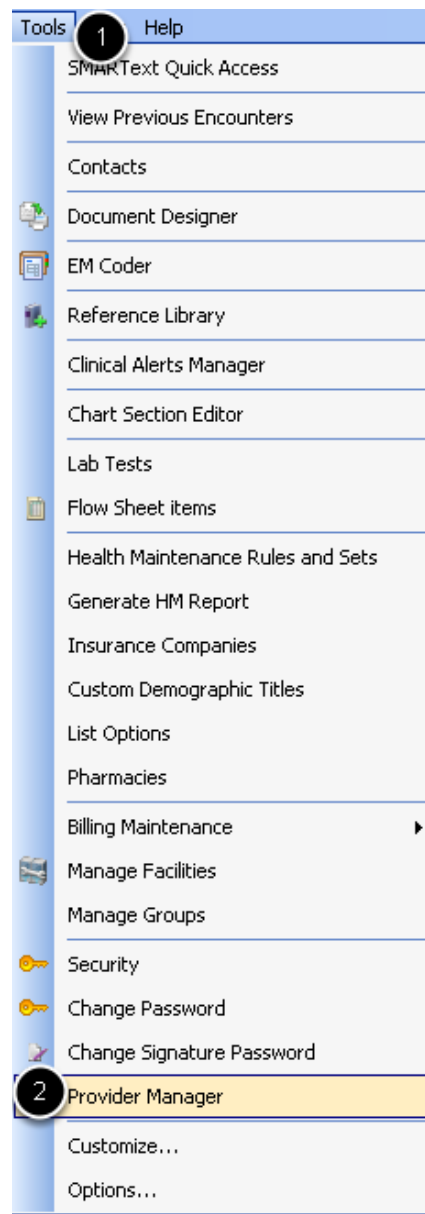 Tools 1 Help
SMARText Quick Access
View Previous Encounters
Contacts
Document Designer
EM Coder
Reference Library
Clinical Alerts Manager
Chart Section Editor
Lab Tests
Flow Sheet items
Health Maintenance Rules and Sets
Generate HM Report
Insurance Companies
Custom Demographic Titles
List Options
Pharmacies
Billing Maintenance
Manage Facilities
Manage Groups
Security
Change Password
Change Signature Password
2 Provider Manager
Customize...
Options...